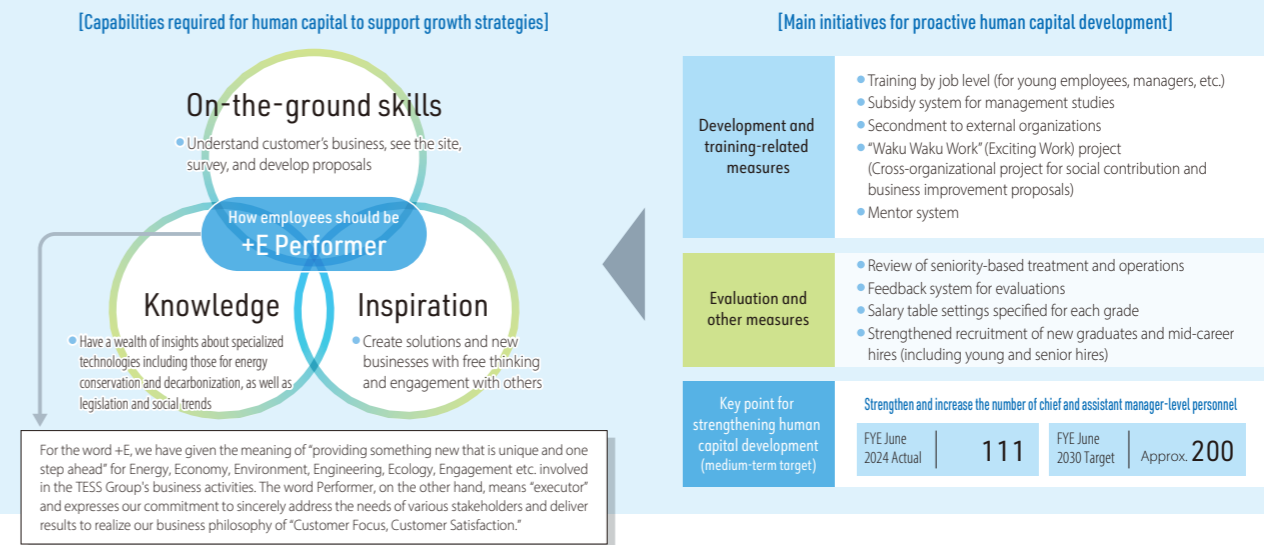 [Capabilities required for human capital to support growth strategies]
On-the-ground skills
● Understand customer's business, see the site,
survey, and develop proposals
How employees should be
+E Performer
Knowledge
● Have a wealth of insights about specialized
technologies including those for energy
conservation and decarbonization, as well as
legislation and social trends
Inspiration
● Create solutions and new
businesses with free thinking
and engagement with others
For the word +E, we have given the meaning of “providing something new that is unique and one
step ahead” for Energy, Economy, Environment, Engineering, Ecology, Engagement etc. involved
in the TESS Group's business activities. The word Performer, on the other hand, means “executor”
and expresses our commitment to sincerely address the needs of various stakeholders and deliver
results to realize our business philosophy of “Customer Focus, Customer Satisfaction.”
[Main initiatives for proactive human capital development]
Development and
training-related
measures
● Training by job level (for young employees, managers, etc.)
● Subsidy system for management studies
● Secondment to external organizations
● “Waku Waku Work” (Exciting Work) project
(Cross-organizational project for social contribution and
business improvement proposals)
● Mentor system
Evaluation and
other measures
● Review of seniority-based treatment and operations
● Feedback system for evaluations
● Salary table settings specified for each grade
● Strengthened recruitment of new graduates and mid-career
hires (including young and senior hires)
Key point for
strengthening human
capital development
(medium-term target)
Strengthen and increase the number of chief and assistant manager-level personnel
FYE June
2024 Actual
111
FYE June
2030 Target
Approx. 200